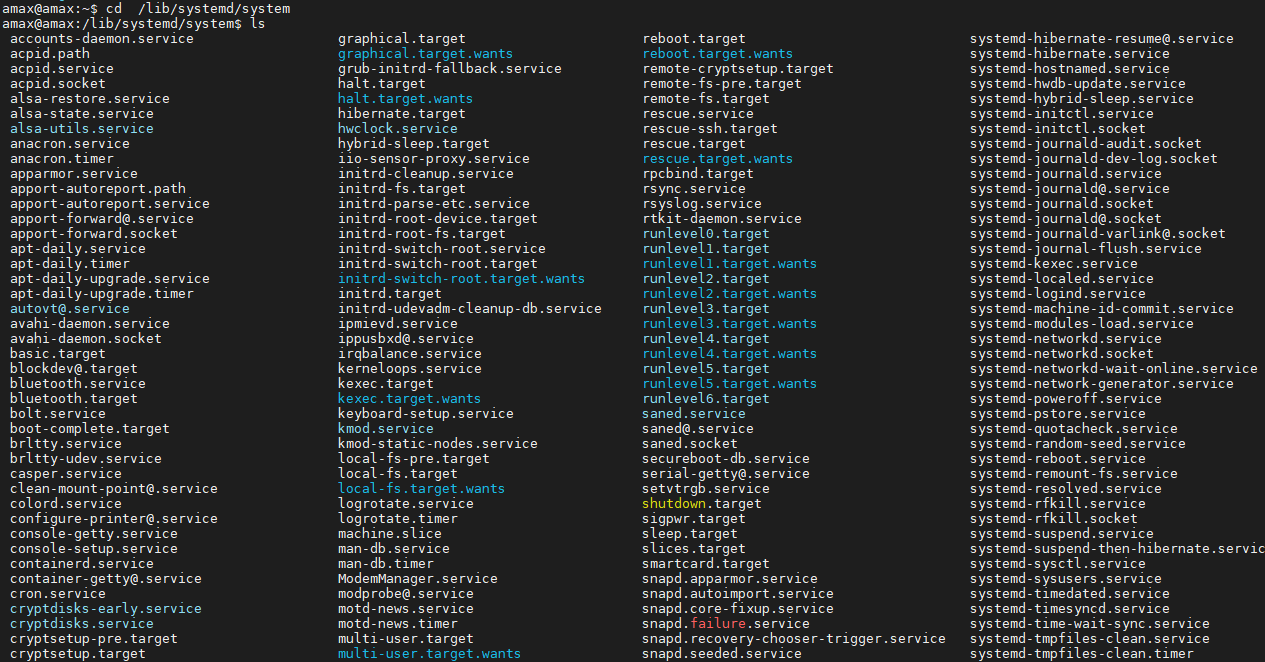 amax@amax:~$ cd  /lib/systemd/system
amax@amax:/lib/systemd/system$ ls
accounts-daemon.service graphical.target reboot.target systemd-hibernate-resume@.service
acpid.path graphical.target.wants reboot.target.wants systemd-hibernate.service
acpid.service grub-initrd-fallback.service remote-cryptsetup.target systemd-hostnamed.service
acpid.socket halt.target remote-fs-pre.target systemd-hwdb-update.service
alsa-restore.service halt.target.wants remote-fs.target systemd-hybrid-sleep.service
alsa-state.service hibernate.target rescue.service systemd-initctl.service
alsa-utils.service hwclock.service rescue-ssh.target systemd-initctl.socket
anacron.service hybrid-sleep.target rescue.target systemd-journald-audit.socket
anacron.timer iio-sensor-proxy.service rescue.target.wants systemd-journald-dev-log.socket
apparmor.service initrd-cleanup.service rpcbind.target systemd-journald.service
apport-autoreport.path initrd-fs.target rsync.service systemd-journald@.service
apport-autoreport.service initrd-parse-etc.service rsyslog.service systemd-journald.socket
apport-forward@.service initrd-root-device.target rtkit-daemon.service systemd-journald@.socket
apport-forward.socket initrd-root-fs.target runlevel0.target systemd-journald-varlink@.socket
apt-daily.service initrd-switch-root.service runlevel1.target systemd-journal-flush.service
apt-daily.timer initrd-switch-root.target runlevel1.target.wants systemd-kexec.service
apt-daily-upgrade.service initrd-switch-root.target.wants runlevel2.target systemd-localed.service
apt-daily-upgrade.timer initrd.target runlevel2.target.wants systemd-logind.service
autovt@.service initrd-udevadm-cleanup-db.service runlevel3.target systemd-machine-id-commit.service
avahi-daemon.service ipmievd.service runlevel3.target.wants systemd-modules-load.service
avahi-daemon.socket ippusbxd@.service runlevel4.target systemd-networkd.service
basic.target irqbalance.service runlevel4.target.wants systemd-networkd.socket
blockdev@.target kerneloops.service runlevel5.target systemd-networkd-wait-online.service
bluetooth.service kexec.target runlevel5.target.wants systemd-network-generator.service
bluetooth.target kexec.target.wants runlevel6.target systemd-poweroff.service
bolt.service keyboard-setup.service saned.service systemd-pstore.service
boot-complete.target kmod.service saned@.service systemd-quotacheck.service
brltty.service kmod-static-nodes.service saned.socket systemd-random-seed.service
brltty-udev.service local-fs-pre.target secureboot-db.service systemd-reboot.service
casper.service local-fs.target serial-getty@.service systemd-remount-fs.service
clean-mount-point@.service local-fs.target.wants setvtrgb.service systemd-resolved.service
colord.service logrotate.service shutdown.target systemd-rfkill.service
configure-printer@.service logrotate.timer sigpwr.target systemd-rfkill.socket
console-getty.service machine.slice sleep.target systemd-suspend.service
console-setup.service man-db.service slices.target systemd-suspend-then-hibernate.servic
containerd.service man-db.timer smartcard.target systemd-sysctl.service
container-getty@.service ModemManager.service snapd.apparmor.service systemd-sysusers.service
cron.service modprobe@.service snapd.autoimport.service systemd-timedated.service
cryptdisks-early.service motd-news.service snapd.core-fixup.service systemd-timesyncd.service
cryptdisks.service motd-news.timer snapd.failure.service systemd-time-wait-sync.service
cryptsetup-pre.target multi-user.target snapd.recovery-chooser-trigger.service systemd-tmpfiles-clean.service
cryptsetup.target multi-user.target.wants snapd.seeded.service systemd-tmpfiles-clean.timer